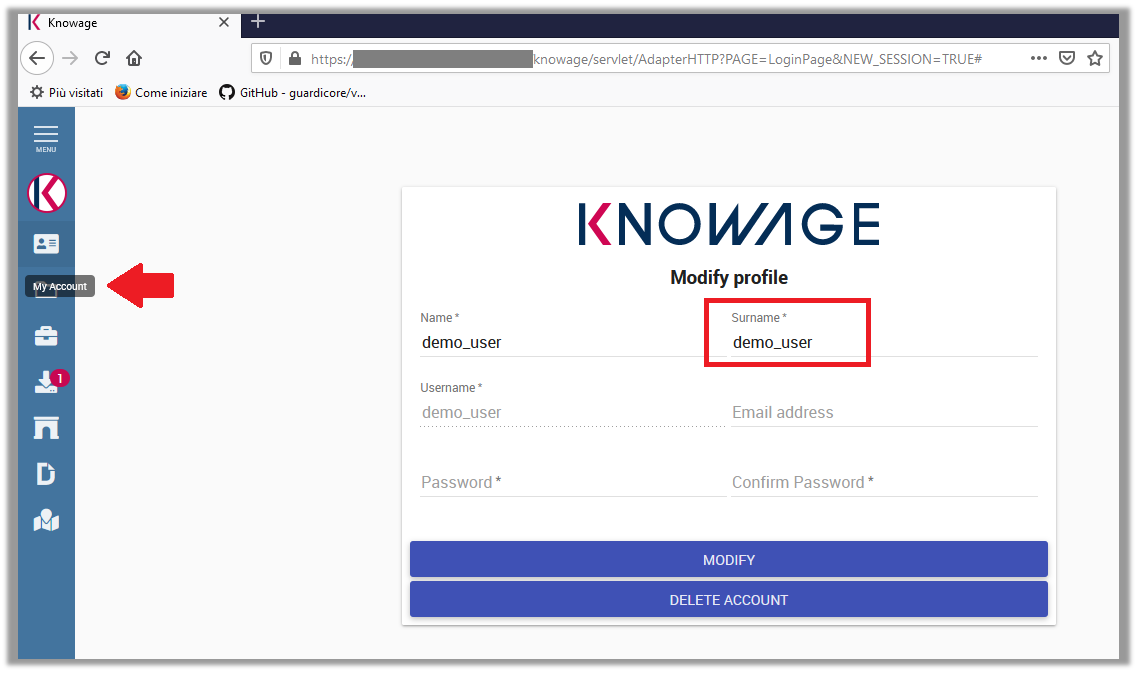 Knowage
https:/ knowage/servlet/AdapterHTTP?PAGE=LoginPage&NEW_SESSION=TRUE#
Più visitati Come iniziare GitHub - guardicore/v...
MENU
KNOWAGE
Modify profile
My Account
Name * Surname *
demo_user demo_user
Username *
demo_user Email address
1
Password * Confirm Password *
MODIFY
DELETE ACCOUNT